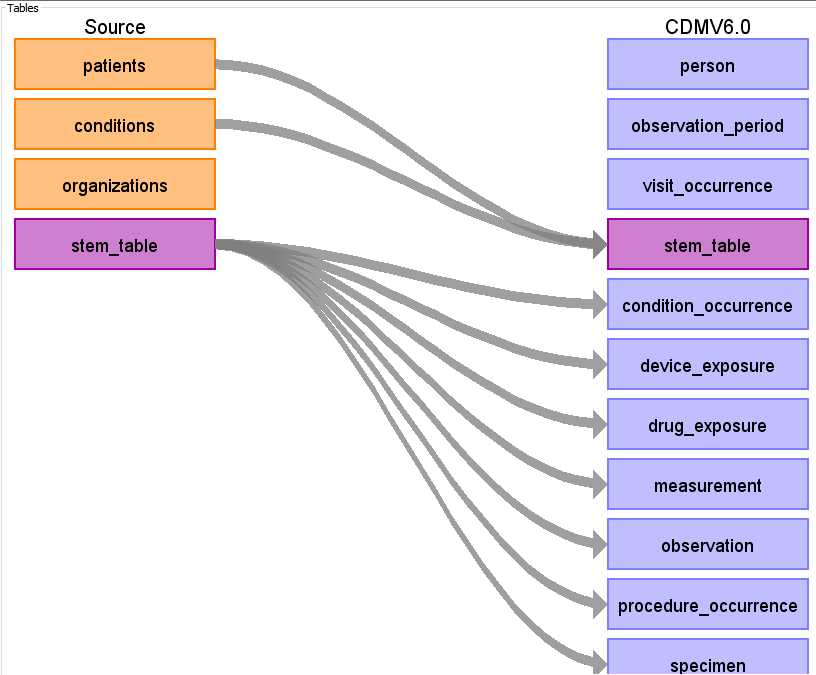 Tables
Source
CDMV6.0
patients
person
conditions
observation_period
organizations
visit_occurrence
stem_table
stem_table
condition_occurrence
device_exposure
drug_exposure
measurement
observation
procedure_occurrence
specimen